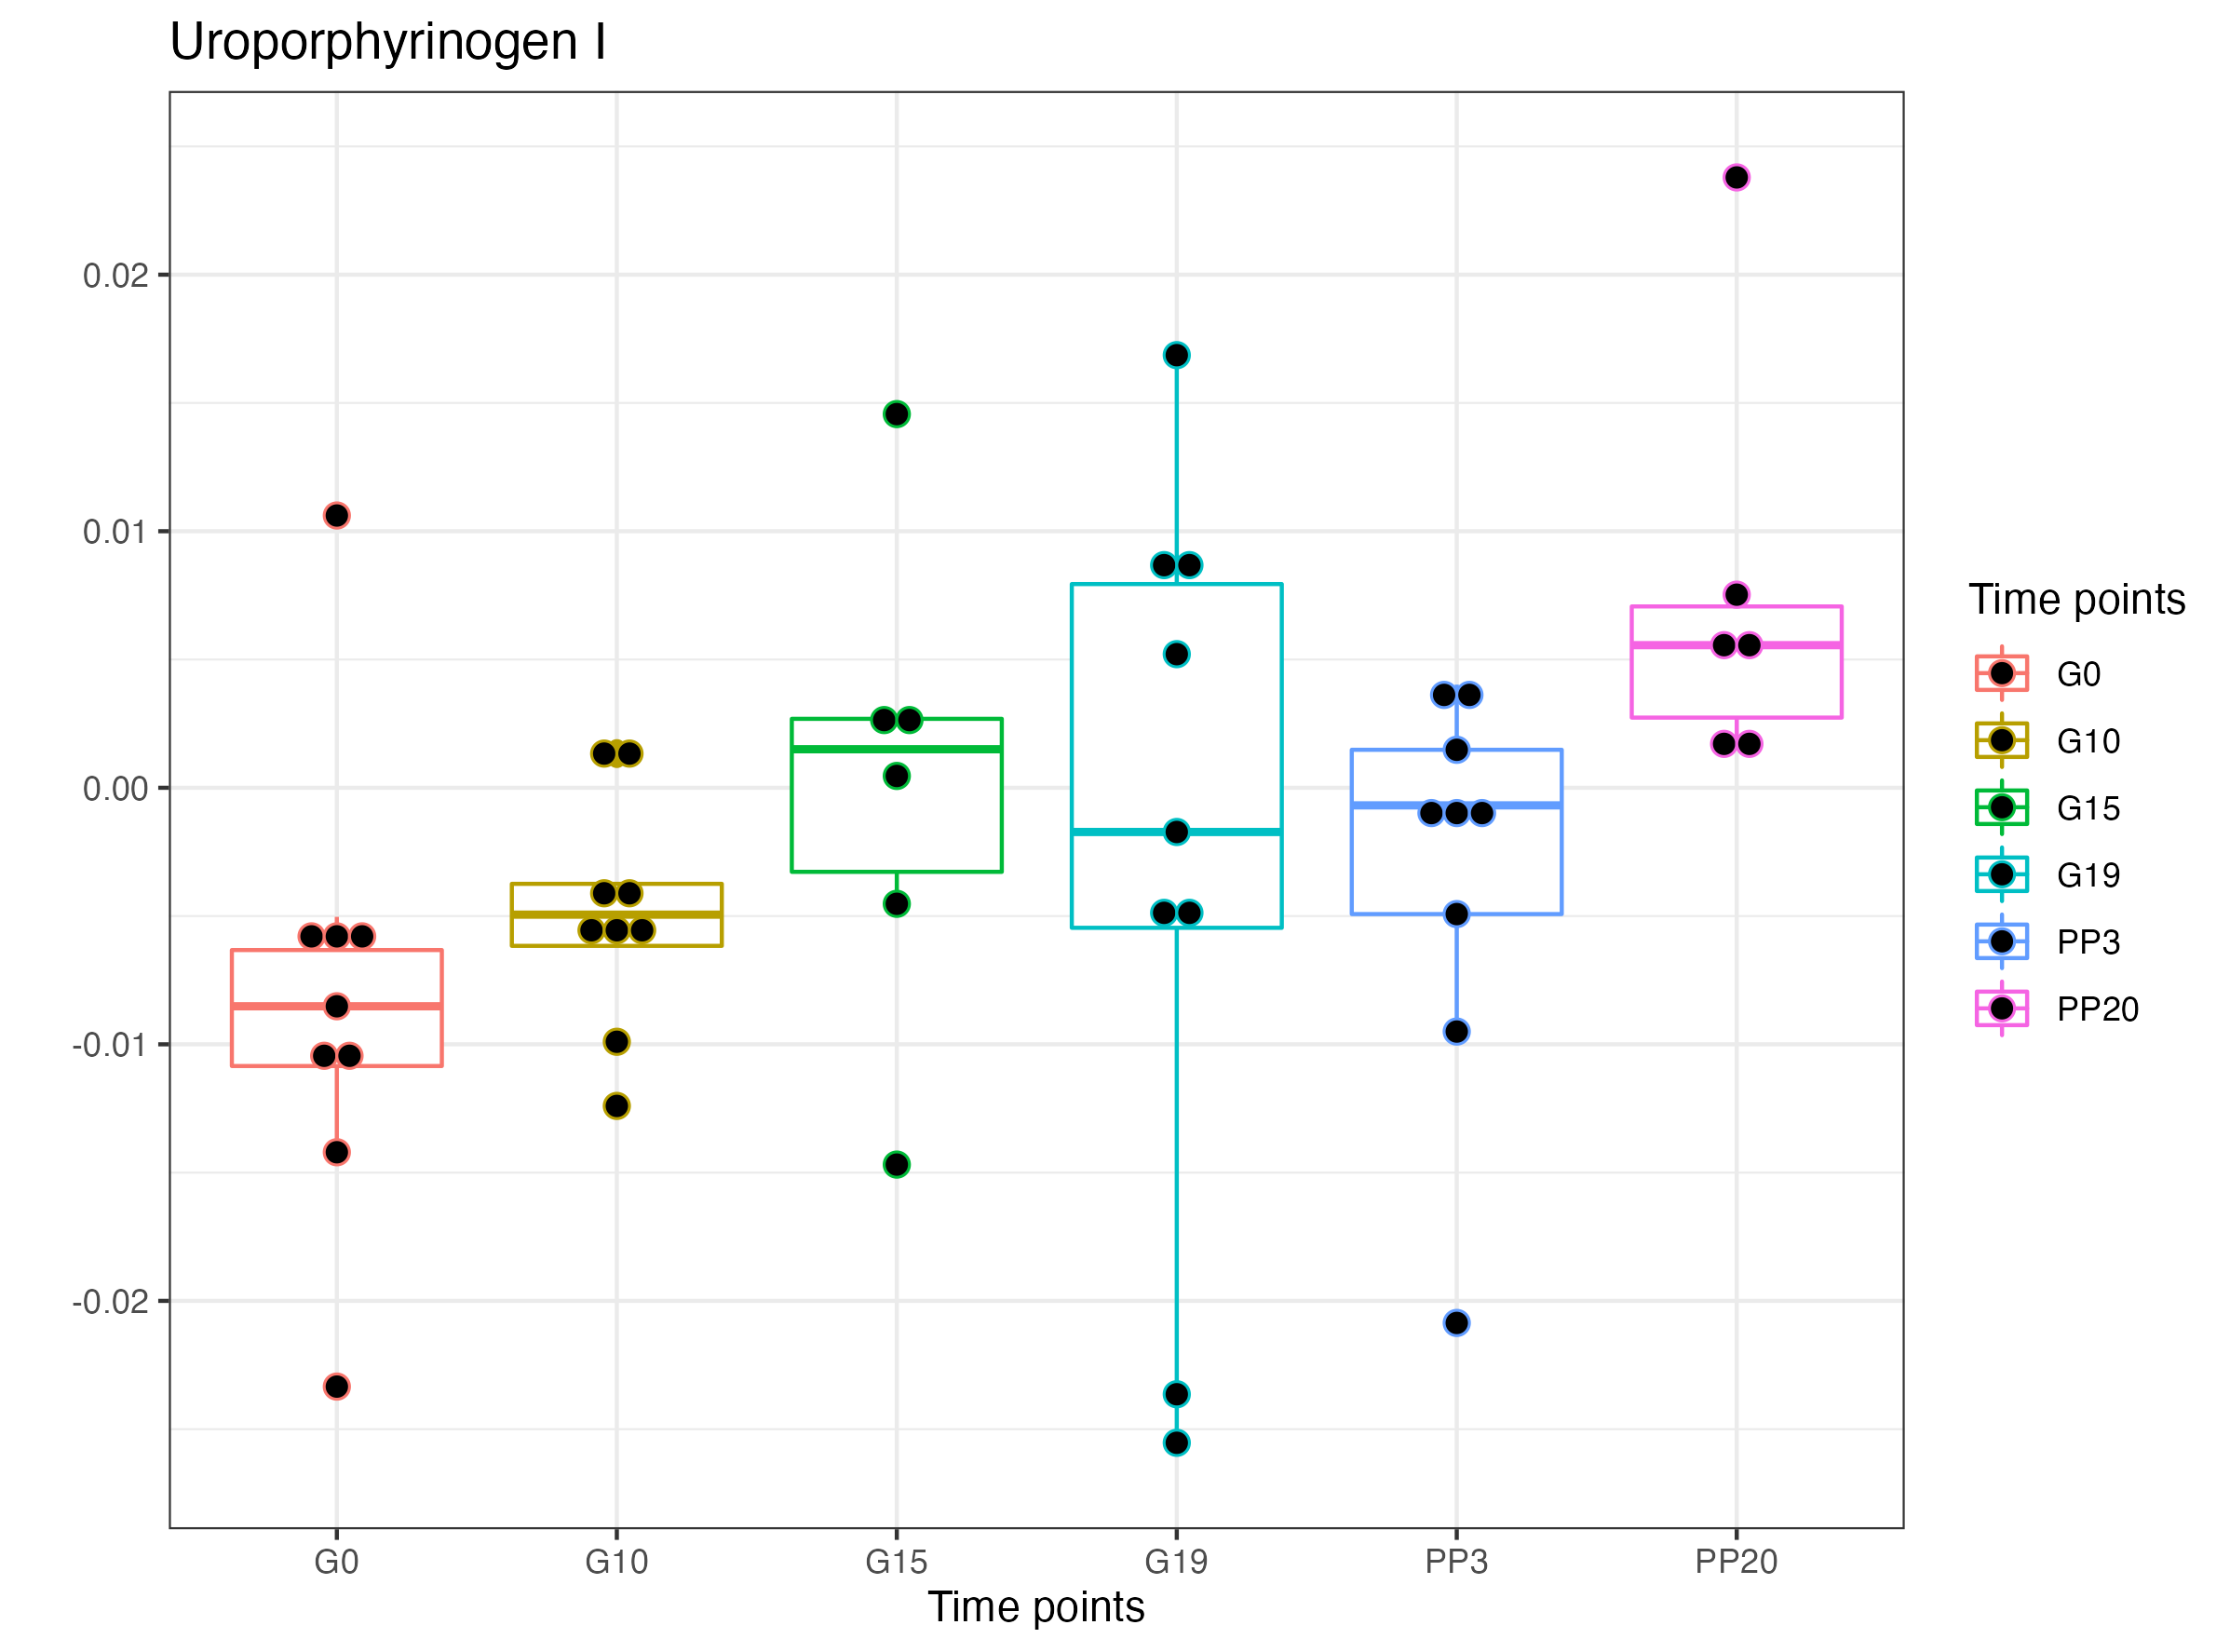 Uroporphyrinogen I
0.02
0.01
0.00
-0.01
-0.02
G0 G10 G15 G19 PP3 PP20
Time points
Time points
G0
G10
G15
G19
PP3
PP20